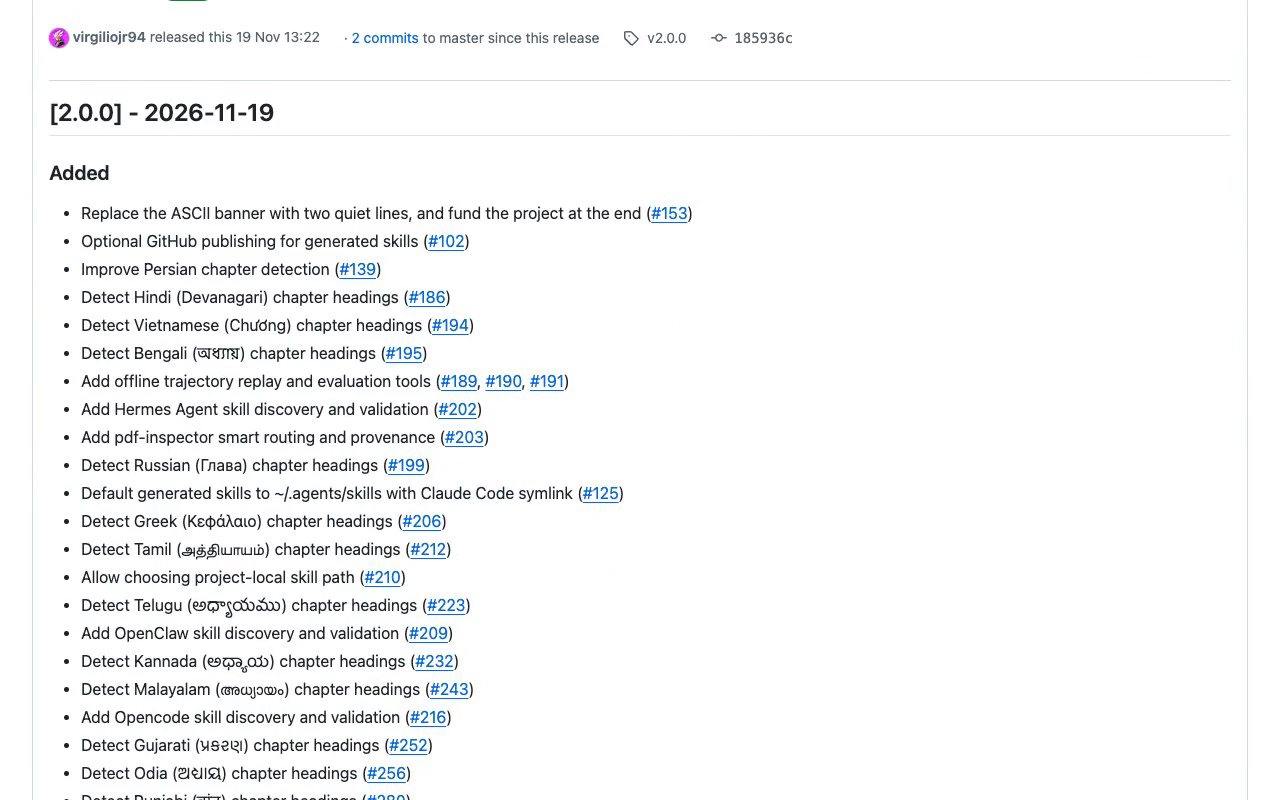 virgiliojr94 released this 19 Nov 13:22 · 2 commits to master since this release v2.0.0 185936c
[2.0.0] - 2026-11-19
Added
• Replace the ASCII banner with two quiet lines, and fund the project at the end (#153)
• Optional GitHub publishing for generated skills (#102)
• Improve Persian chapter detection (#139)
• Detect Hindi (Devanagari) chapter headings (#186)
• Detect Vietnamese (Chương) chapter headings (#194)
• Detect Bengali (অধ্যায়) chapter headings (#195)
• Add offline trajectory replay and evaluation tools (#189, #190, #191)
• Add Hermes Agent skill discovery and validation (#202)
• Add pdf-inspector smart routing and provenance (#203)
• Detect Russian (Глава) chapter headings (#199)
• Default generated skills to ~/.agents/skills with Claude Code symlink (#125)
• Detect Greek (Κεφάλαιο) chapter headings (#206)
• Detect Tamil (அத்தியாயம்) chapter headings (#212)
• Allow choosing project-local skill path (#210)
• Detect Telugu (అధ్యాయము) chapter headings (#223)
• Add OpenClaw skill discovery and validation (#209)
• Detect Kannada (ಅಧ್ಯಾಯ) chapter headings (#232)
• Detect Malayalam (അധ്യായം) chapter headings (#243)
• Add Opencode skill discovery and validation (#216)
• Detect Gujarati (પ્રકરણ) chapter headings (#252)
• Detect Odia (ଅଧ୍ୟାୟ) chapter headings (#256)